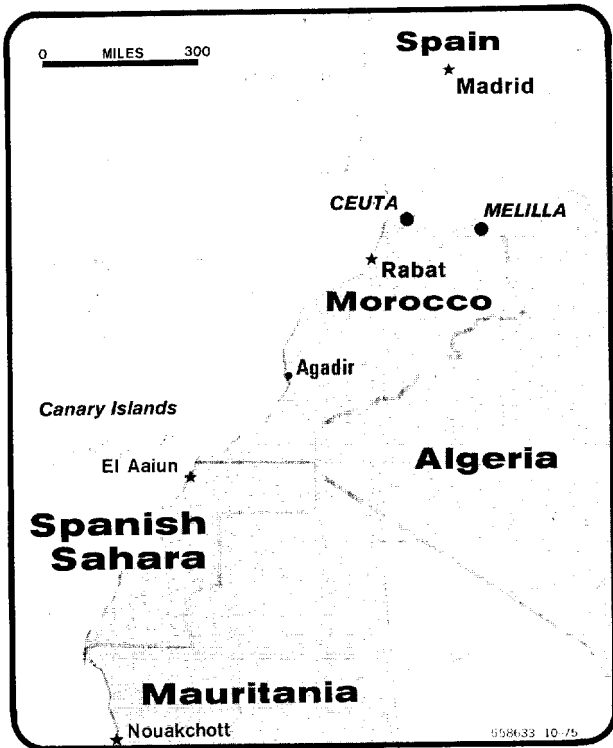 Spain
0 MILES 300
Madrid
CEUTA
MELILLA
Rabat
Morocco
Agadir
Canary Islands
Algeria
El Aaiun
Spanish
Sahara
Mauritania
Nouakchott
558633 10-75